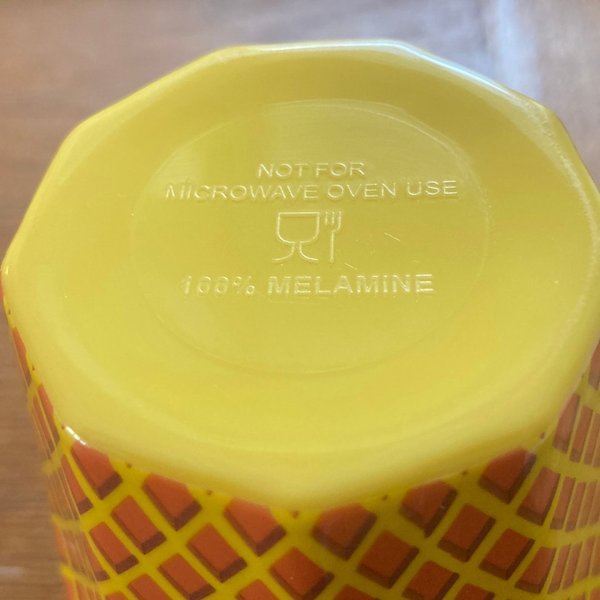 NOT FOR
MICROWAVE OVEN USE
100% MELAMINE